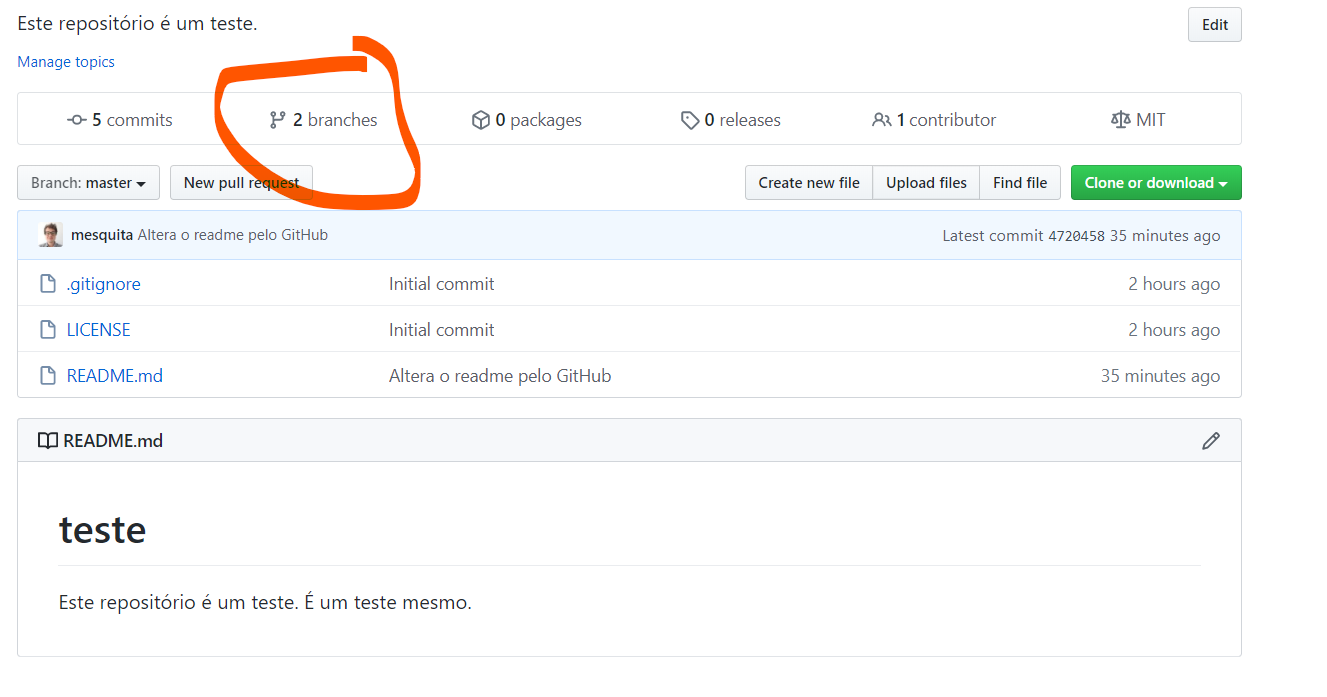 Este repositório é um teste.
Edit
Manage topics
5 commits
2 branches
0 packages
0 releases
1 contributor
MIT
Branch: master
New pull request
Create new file
Upload files
Find file
Clone or download
mesquita Altera o readme pelo GitHub
Latest commit 4720458 35 minutes ago
.gitignore Initial commit 2 hours ago
LICENSE Initial commit 2 hours ago
README.md Altera o readme pelo GitHub 35 minutes ago
README.md
teste
Este repositório é um teste. É um teste mesmo.